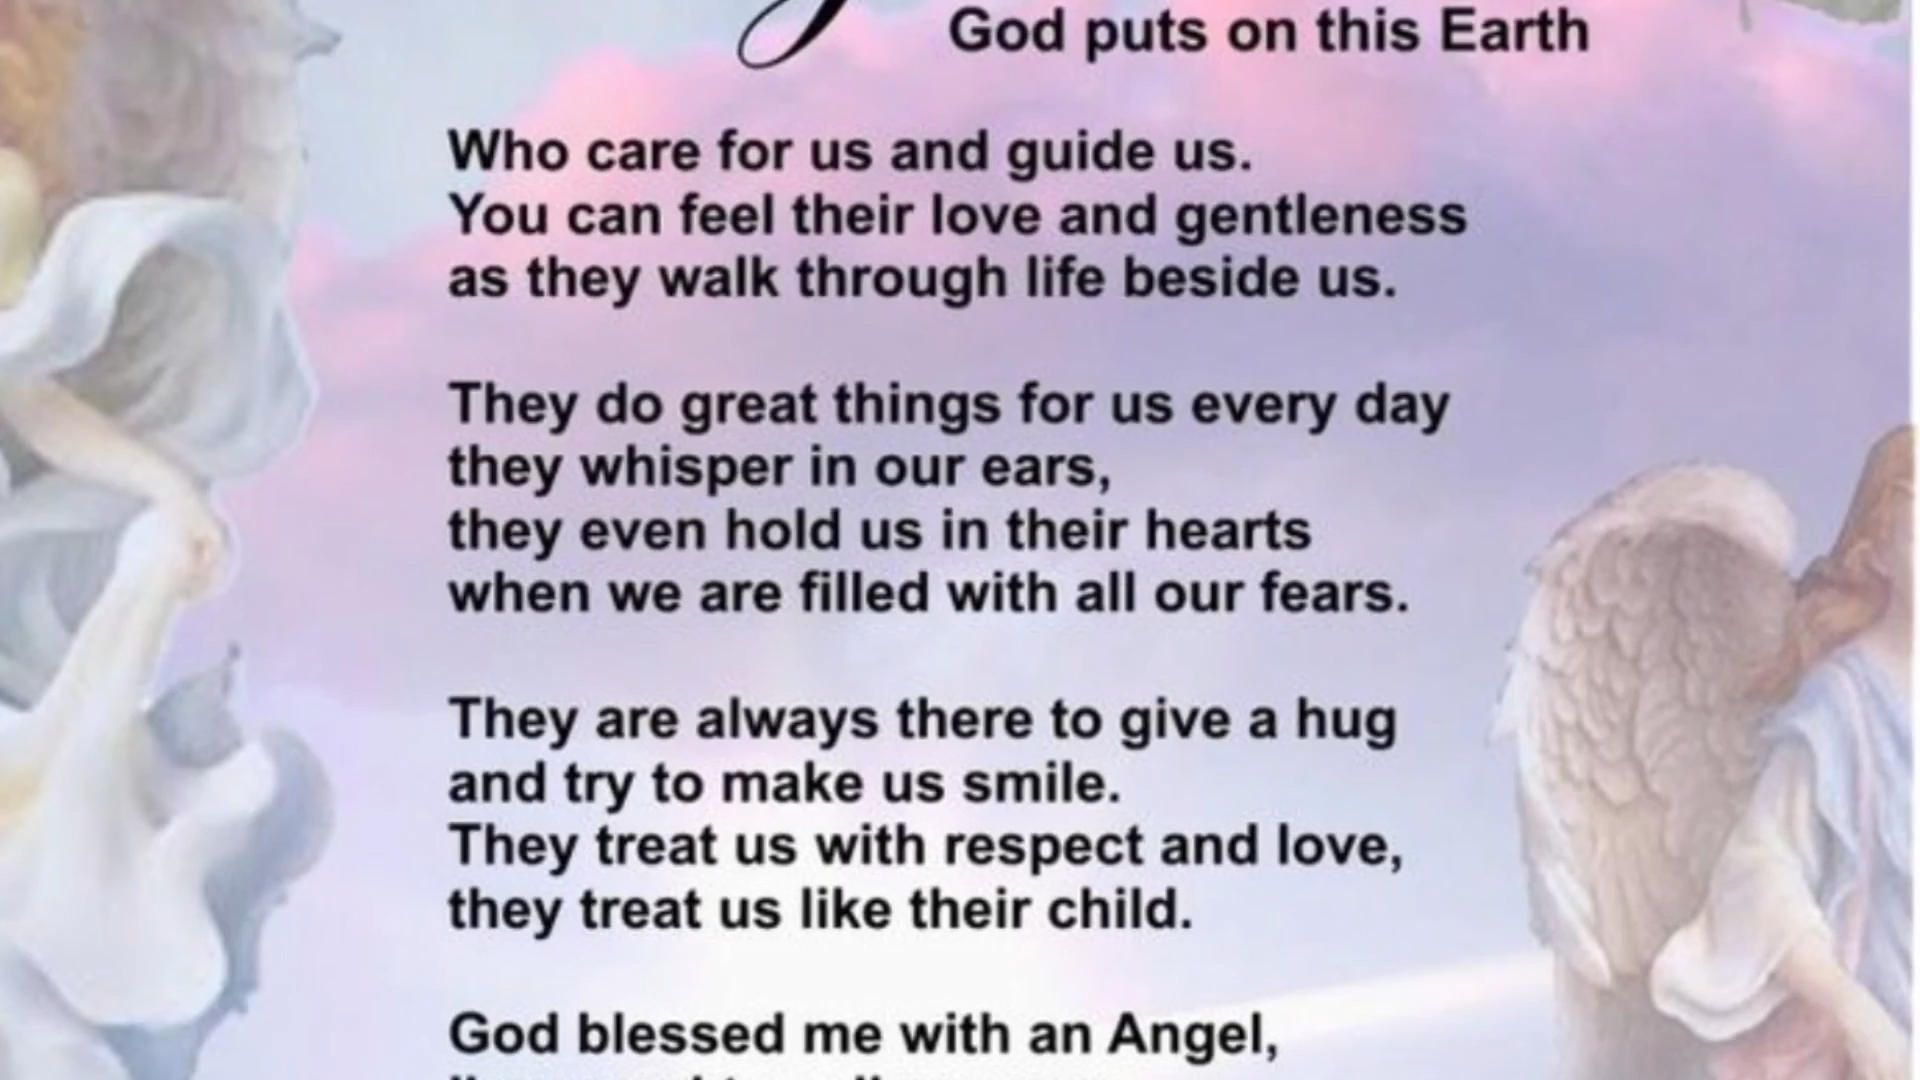 God puts on this Earth
Who care for us and guide us.
You can feel their love and gentleness
as they walk through life beside us.
They do great things for us every day
they whisper in our ears,
they even hold us in their hearts
when we are filled with all our fears.
They are always there to give a hug
and try to make us smile.
They treat us with respect and love,
they treat us like their child.
God blessed me with an Angel,